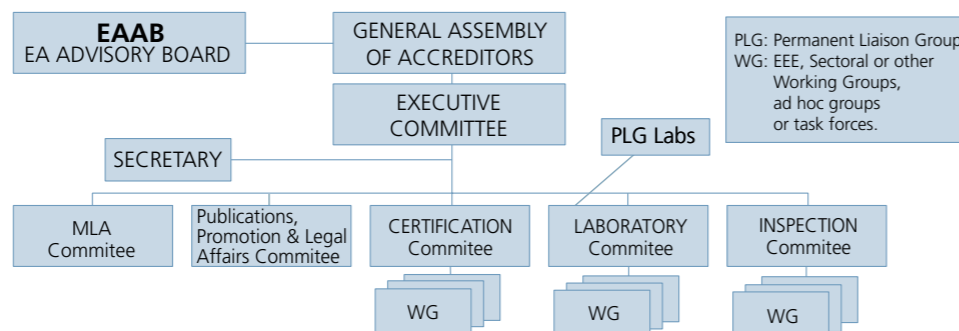 EAAB
EA ADVISORY BOARD
GENERAL ASSEMBLY
OF ACCREDITORS
PLG: Permanent Liaison Group
WG: EEE, Sectoral or other
Working Groups,
ad hoc groups
or task forces.
EXECUTIVE
COMMITTEE
PLG Labs
SECRETARY
MLA
Commitee
Publications,
Promotion & Legal
Affairs Commitee
CERTIFICATION
Commitee
LABORATORY
Commitee
INSPECTION
Commitee
WG
WG
WG